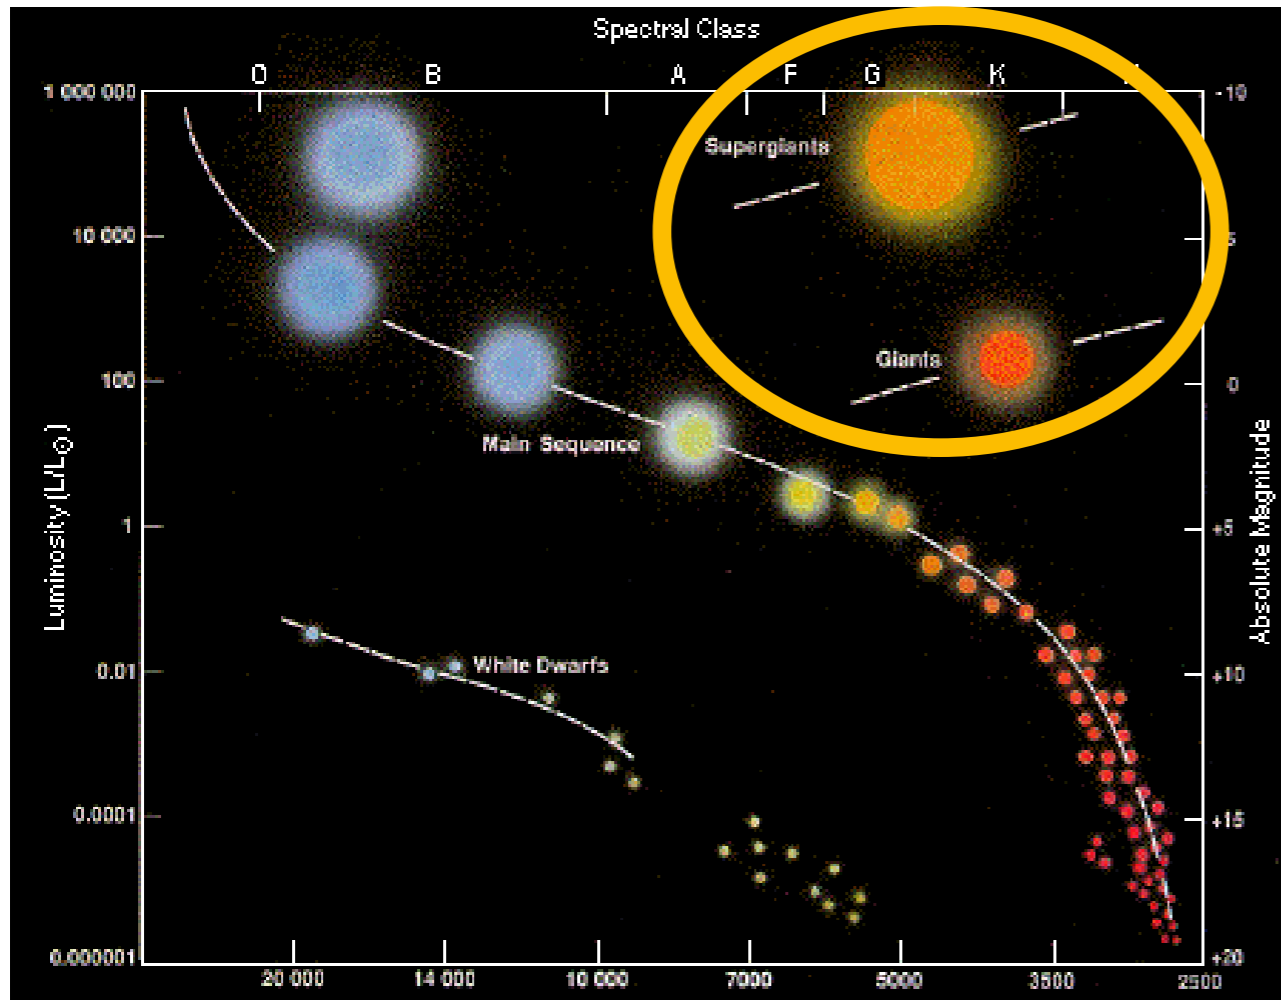 Spectral Class
O B A F G K
1 000 000 -10
Supergiants
10 000
Giants
100 0
Main Sequence
Luminosity (L/L☉)
Absolute Magnitude
1 +5
White Dwarfs
0.01 +10
0.0001 +15
0.000001 +20
20 000 14 000 10 000 7000 5000 3500 2500